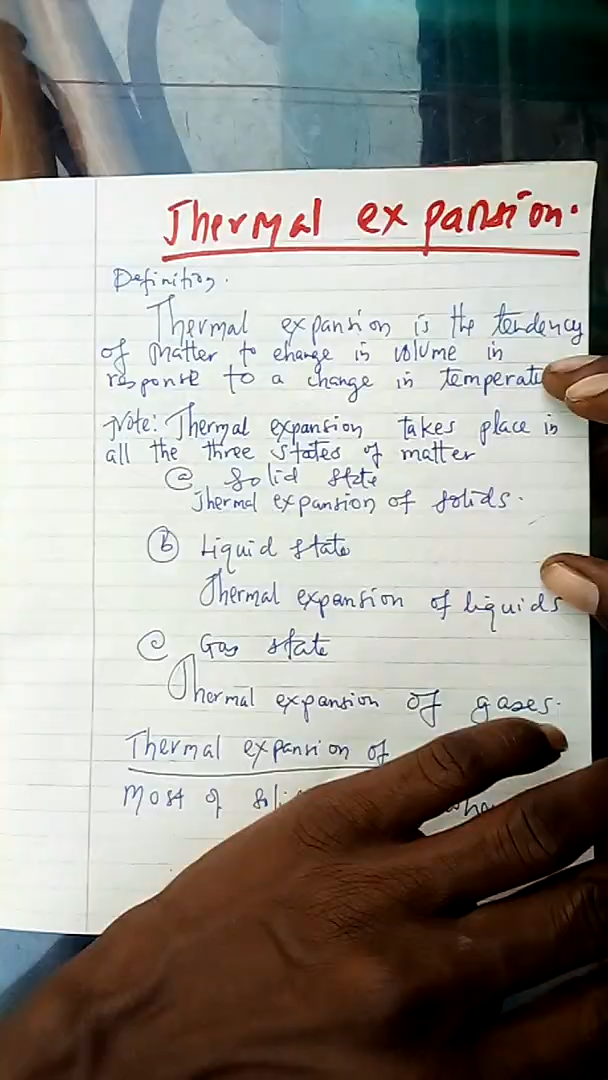 Thermal expansion.
Definition.
Thermal expansion is the tendency
of matter to change in volume in
response to a change in
Note: Thermal expansion takes place in
all the three states of matter
@ Solid state
Thermal expansion of solids.
(b) Liquid state
Thermal expansion of liquids
© Gas state
Thermal expansion of gases.
Thermal expansion of
Most of